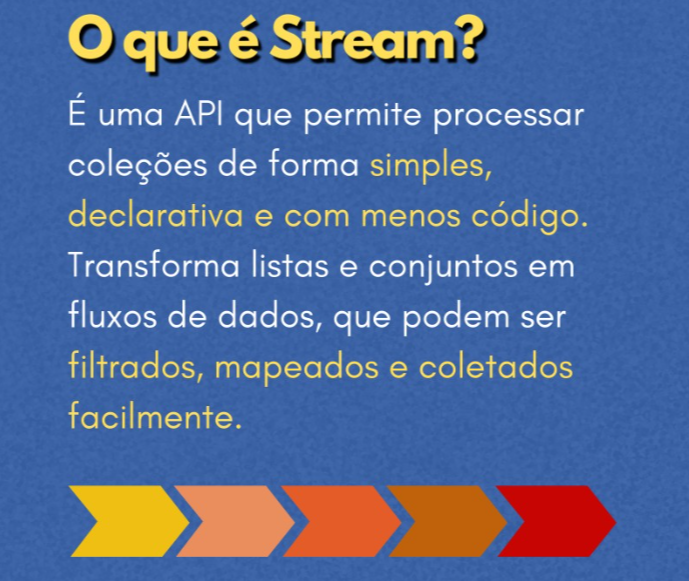 O que é Stream?
É uma API que permite processar
coleções de forma simples,
declarativa e com menos código.
Transforma listas e conjuntos em
fluxos de dados, que podem ser
filtrados, mapeados e coletados
facilmente.